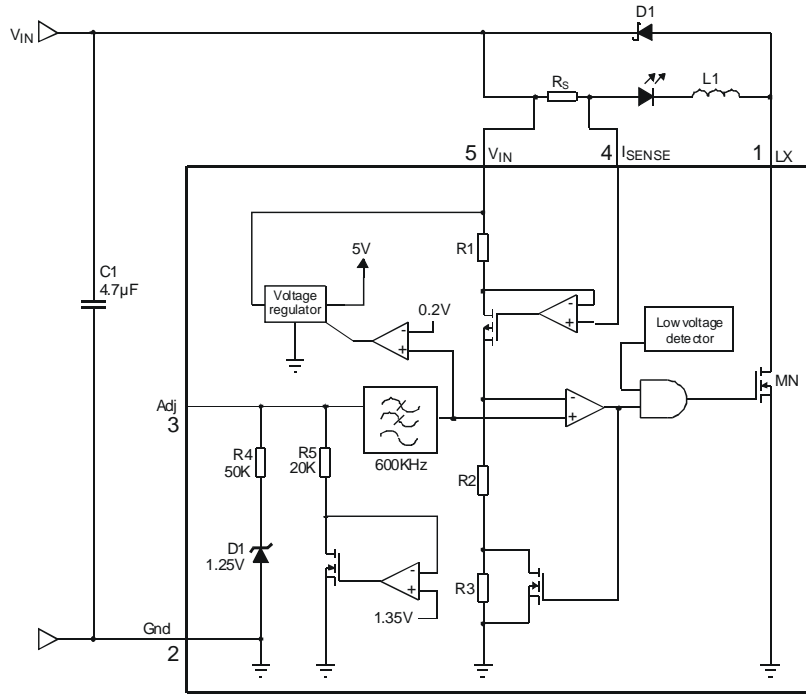 D1
VIN
RS
L1
5 VIN
4 ISENSE
1 LX
R1
5V
C1
4.7µF
Voltage
regulator
0.2V
Low voltage
detector
MN
Adj
3
R4
50K
R5
20K
600KHz
R2
D1
1.25V
R3
1.35V
Gnd
2
- + - + - + - +